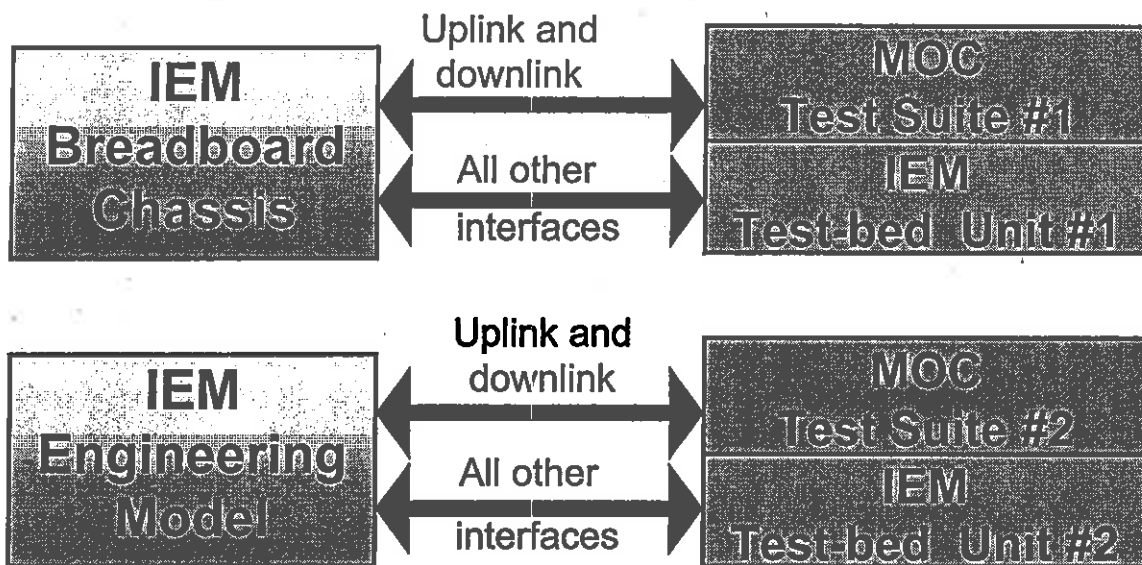 IEM
Breadboard
Chassis
Uplink and
downlink
All other
interfaces
MOC
Test Suite #1
IEM
Test-bed Unit #1
IEM
Engineering
Model
Uplink and
downlink
All other
interfaces
MOC
Test Suite #2
IEM
Test-bed Unit #2